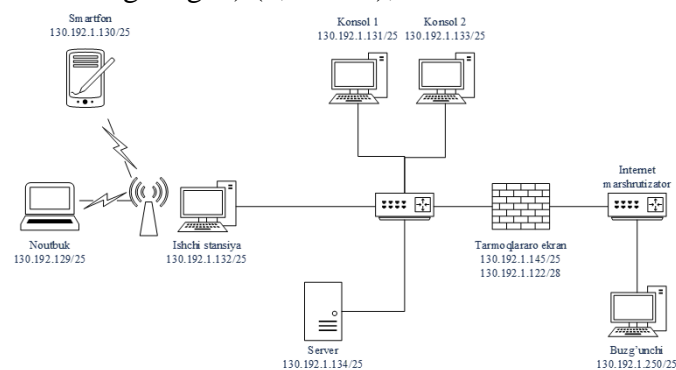 Smartfon
130.192.1.130/25
Konsol 1
130.192.1.131/25
Konsol 2
130.192.1.133/25
Noutbuk
130.192.129/25
Ishchi stansiya
130.192.1.132/25
Tarmoqlararo ekran
130.192.1.145/25
130.192.1.122/28
Internet
marshrutizator
Server
130.192.1.134/25
Buzg`unchi
130.192.1.250/25